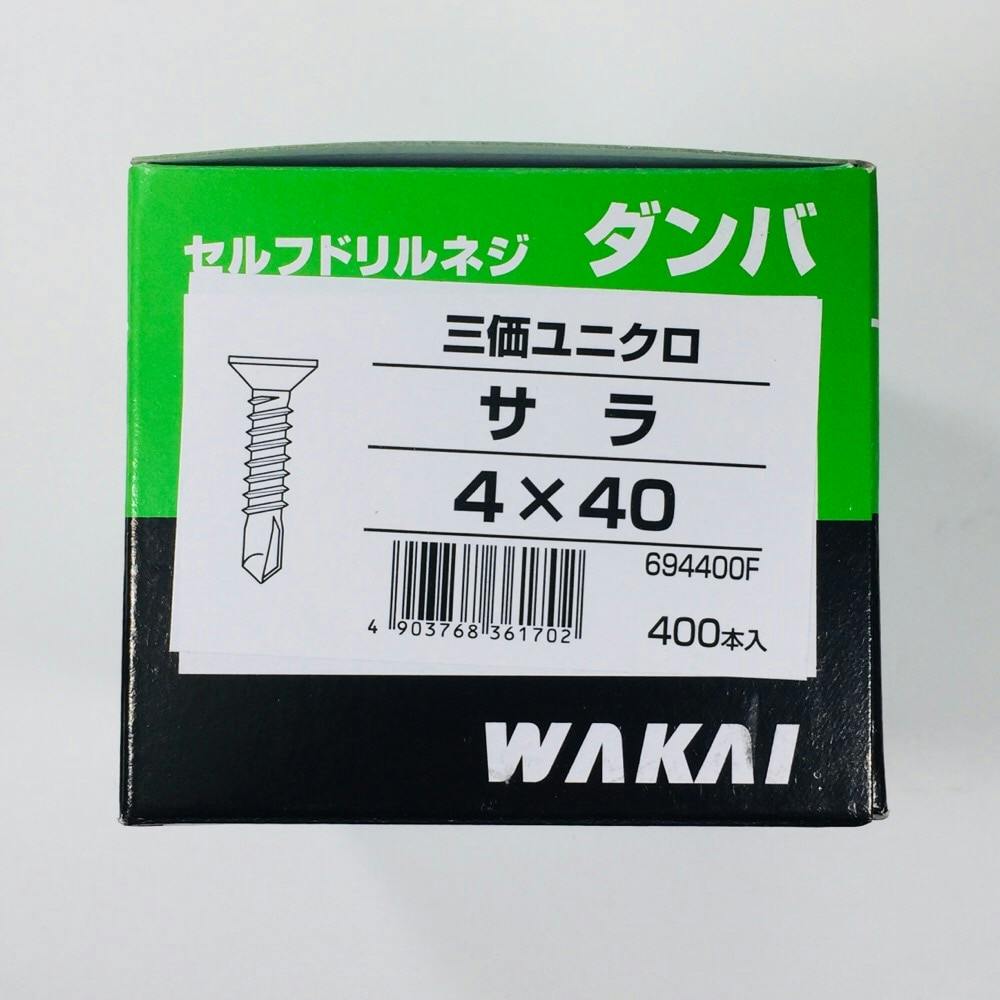 セルフドリルネジ ダンバ
三価ユニクロ
サラ
4×40
694400F
4 903768 361702
400本入
WAKAI